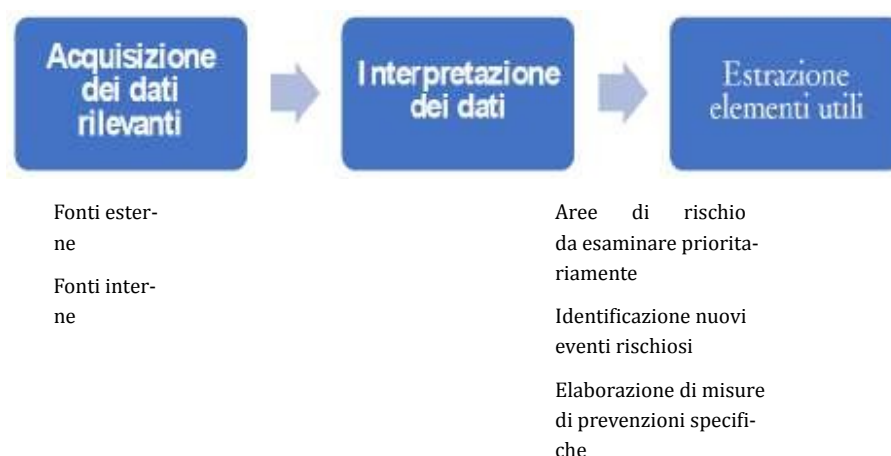 Acquisizione
dei dati
rilevanti
Interpretazione
dei dati
Estrazione
elementi utili
Fonti ester-
ne
Fonti inter-
ne
Aree di rischio
da esaminare priorita-
riamente
Identificazione nuovi
eventi rischiosi
Elaborazione di misure
di prevenzioni specifi-
che